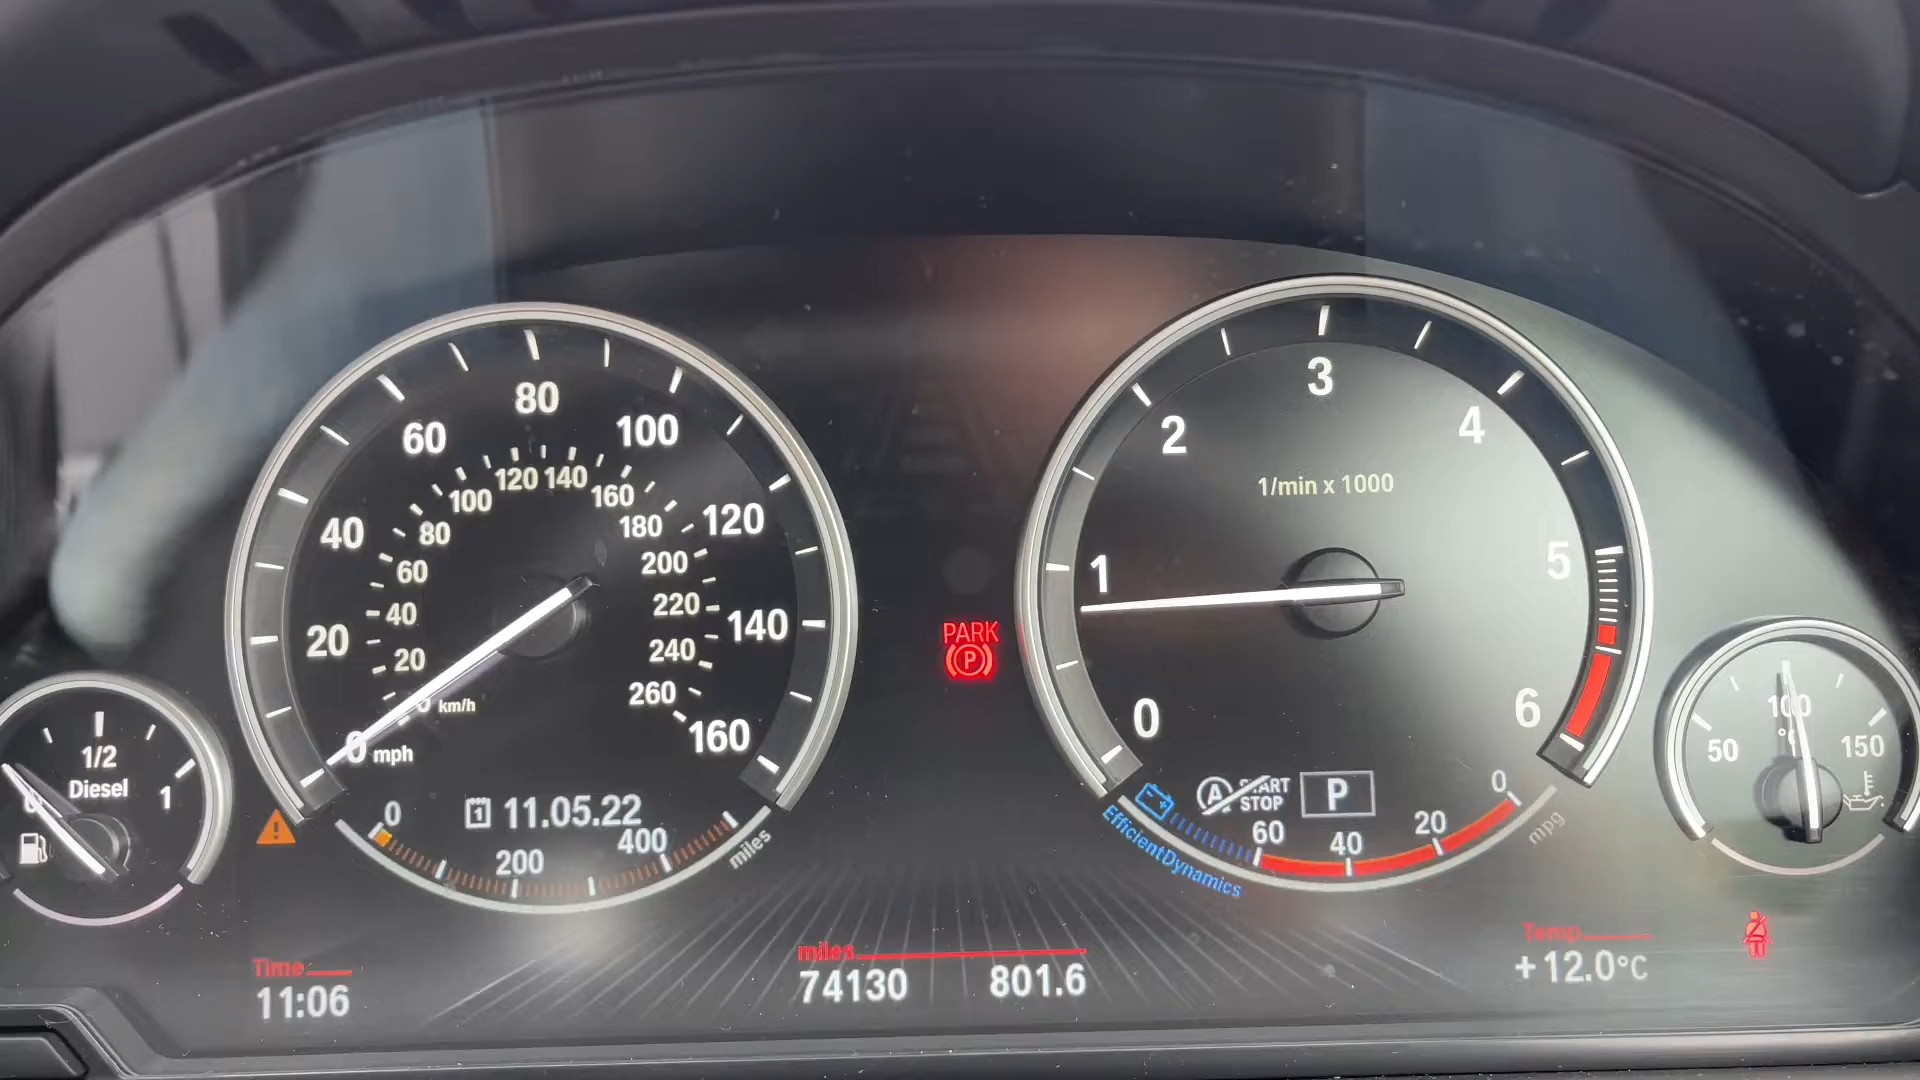 80
60
100
40
120
20
140
0 mph
160
120 140
100
160
80
180
60
200
40
220
20
240
260
km/h
1/2
Diesel
0
1
11.05.22
0
200
400
miles
PARK
P
3
2
4
1/min x 1000
1
5
0
6
A START
STOP
P
60
40
20
0
mpg
EfficientDynamics
100
°C
50
150
Time
11:06
miles
74130 801.6
Temp
+12.0°C